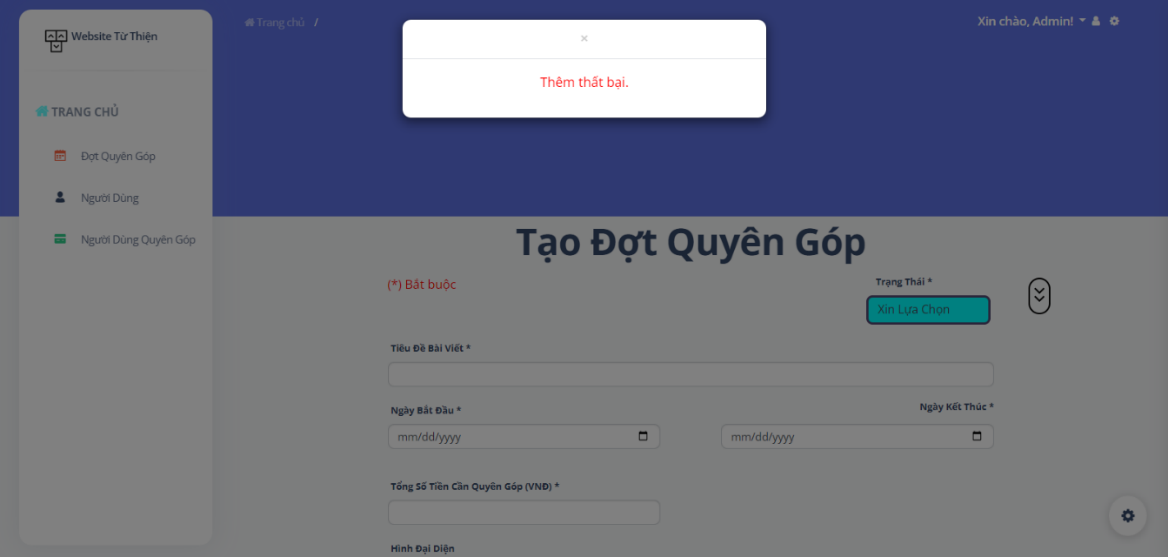 Website Từ Thiện
Trang chủ /
Xin chào, Admin!
×
Thêm thất bại.
TRANG CHỦ
Đợt Quyên Góp
Người Dùng
Người Dùng Quyên Góp
Tạo Đợt Quyên Góp
(*) Bắt buộc
Trạng Thái *
Xin Lựa Chọn
Tiêu Đề Bài Viết *
Ngày Bắt Đầu *
Ngày Kết Thúc *
mm/dd/yyyy
mm/dd/yyyy
Tổng Số Tiền Cần Quyên Góp (VNĐ) *
Hình Đại Diện